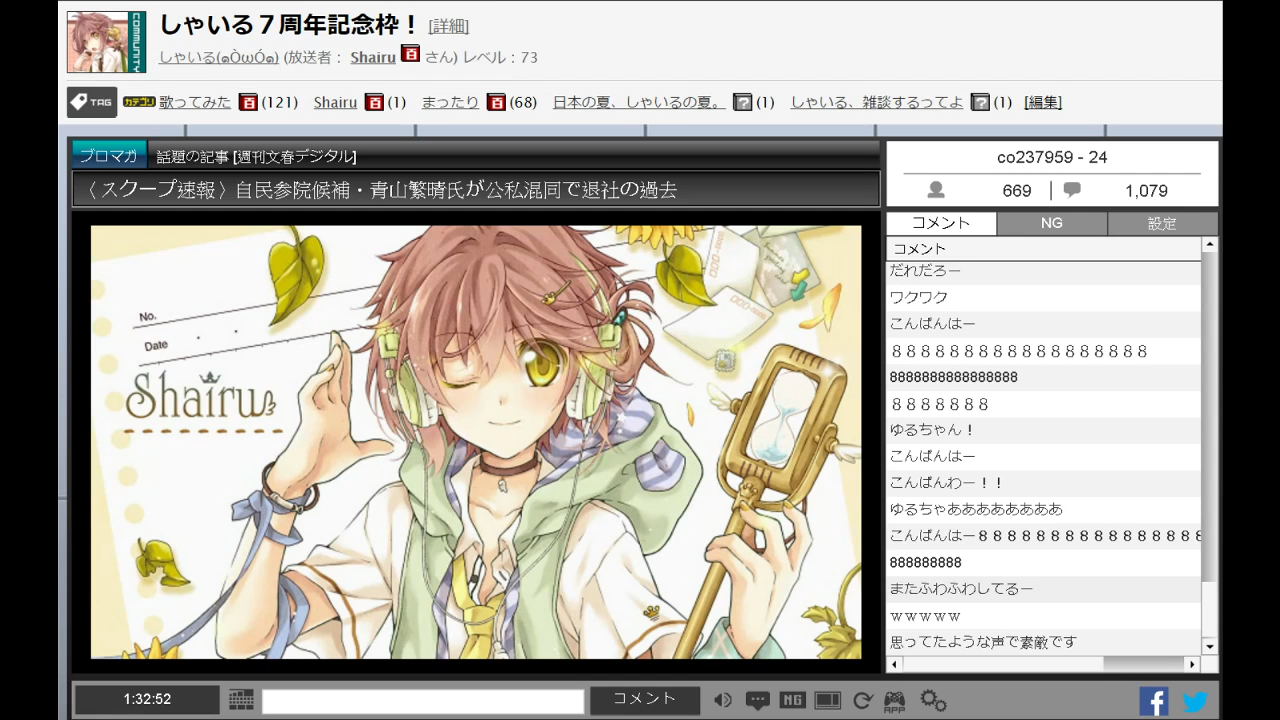 しゃいる７周年記念枠！ [詳細]
COMMUNITY
しゃいる(๑ÒωÓ๑) (放送者： Shairu 百 さん) レベル：73
TAG カテゴリ 歌ってみた 百 (121) Shairu 百 (1) まったり 百 (68) 日本の夏、しゃいるの夏。 ? (1) しゃいる、雑談するってよ ? (1) [編集]
ブロマガ 話題の記事 [週刊文春デジタル]
〈スクープ速報〉自民参院候補・青山繁晴氏が公私混同で退社の過去
No.
Date
Shairu
co237959 - 24
669 | 1,079
コメント NG 設定
コメント
だれだろー
ワクワク
こんばんはー
８８８８８８８８８８８８８８８８８８
8888888888888888
８８８８８８８
ゆるちゃん！
こんばんはー
こんばんわー！！
ゆるちゃああああああああ
こんばんはー８８８８８８８８８８８８８８８８
888888888
またふわふわしてるー
ｗｗｗｗｗ
思ってたような声で素敵です
1:32:52 コメント NG APP